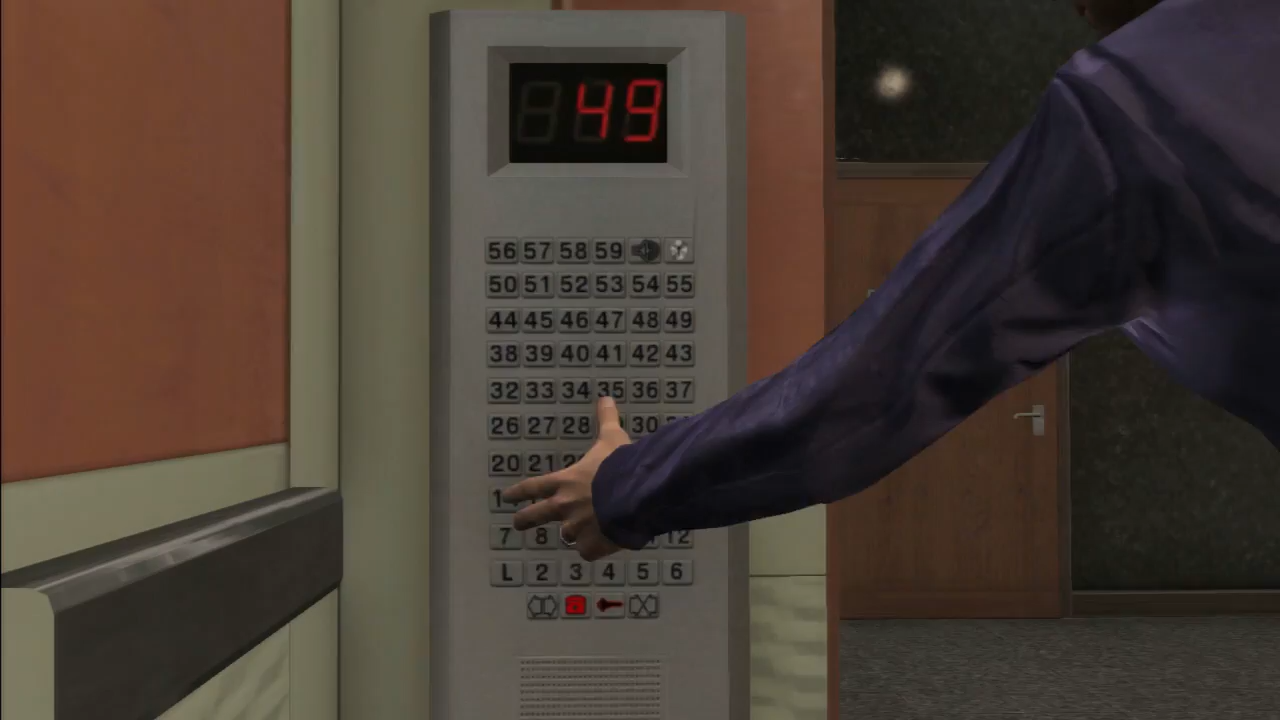 49
56 57 58 59
50 51 52 53 54 55
44 45 46 47 48 49
38 39 40 41 42 43
32 33 34 35 36 37
26 27 28 30
20 21
7 8 12
L 2 3 4 5 6